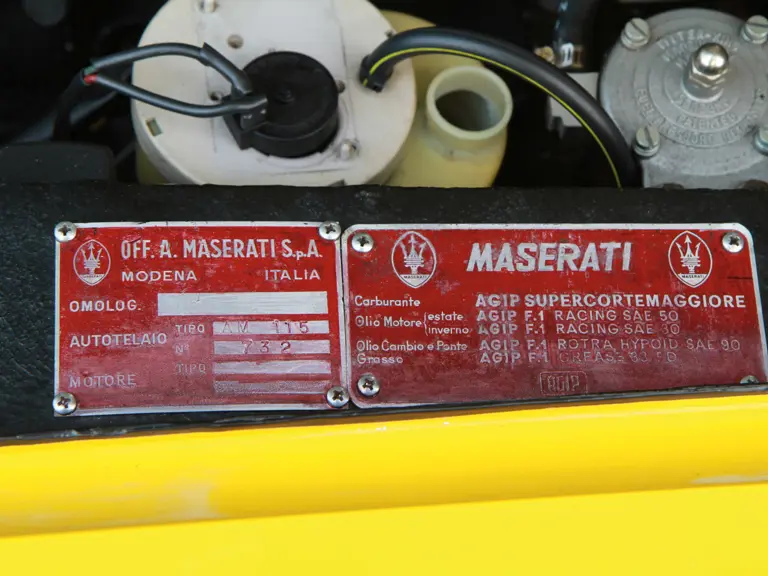 OFF. A. MASERATI S.p.A.
MODENA ITALIA
OMOLOG.
AUTOTELAIO TIPO AM 115
N° 732
MOTORE TIPO
MASERATI
Carburante AGIP SUPERCORTEMAGGIORE
Olio Motore estate AGIP F.1 RACING SAE 50
inverno AGIP F.1 RACING SAE 30
Olio Cambio e Ponte AGIP F.1 ROTRA HYPOID SAE 90
Grasso AGIP F.1 GREASE
AGIP